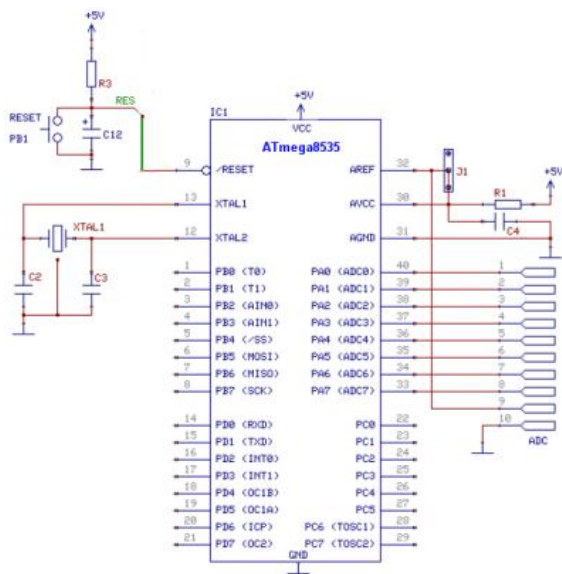 +5V
R3
RES
RESET
PB1
C12
IC1
+5V
VCC
ATmega8535
9 /RESET
13 XTAL1
12 XTAL2
XTAL1
C2
C3
1 PB0 (T0)
2 PB1 (T1)
3 PB2 (AIN0)
4 PB3 (AIN1)
5 PB4 (/SS)
6 PB5 (MOSI)
7 PB6 (MISO)
8 PB7 (SCK)
14 PD0 (RXD)
15 PD1 (TXD)
16 PD2 (INT0)
17 PD3 (INT1)
18 PD4 (OC1B)
19 PD5 (OC1A)
20 PD6 (ICP)
21 PD7 (OC2)
AREF 32
AVCC 30
AGND 31
J1
R1
+5V
C4
PA0 (ADC0) 40 1
PA1 (ADC1) 39 2
PA2 (ADC2) 38 3
PA3 (ADC3) 37 4
PA4 (ADC4) 36 5
PA5 (ADC5) 35 6
PA6 (ADC6) 34 7
PA7 (ADC7) 33 8
9
10
ADC
PC0 22
PC1 23
PC2 24
PC3 25
PC4 26
PC5 27
PC6 (TOSC1) 28
PC7 (TOSC2) 29
GND